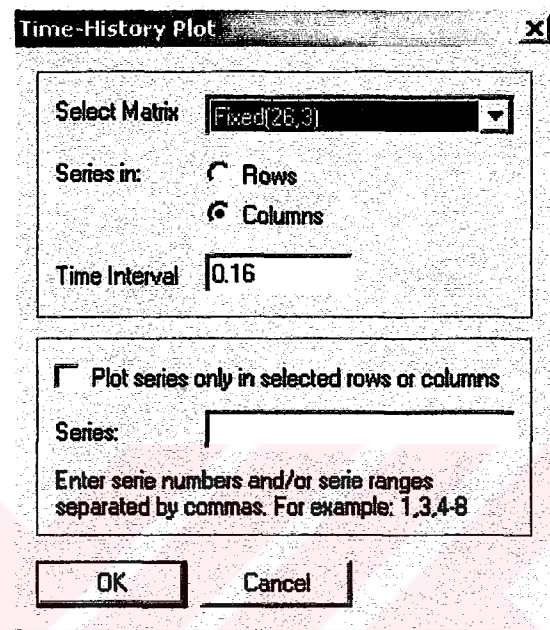 Time-History Plot
Select Matrix Fixed(26,3)
Series in: Rows
Columns
Time Interval 0.16
Plot series only in selected rows or columns
Series:
Enter serie numbers and/or serie ranges
separated by commas. For example: 1,3,4-8
OK Cancel